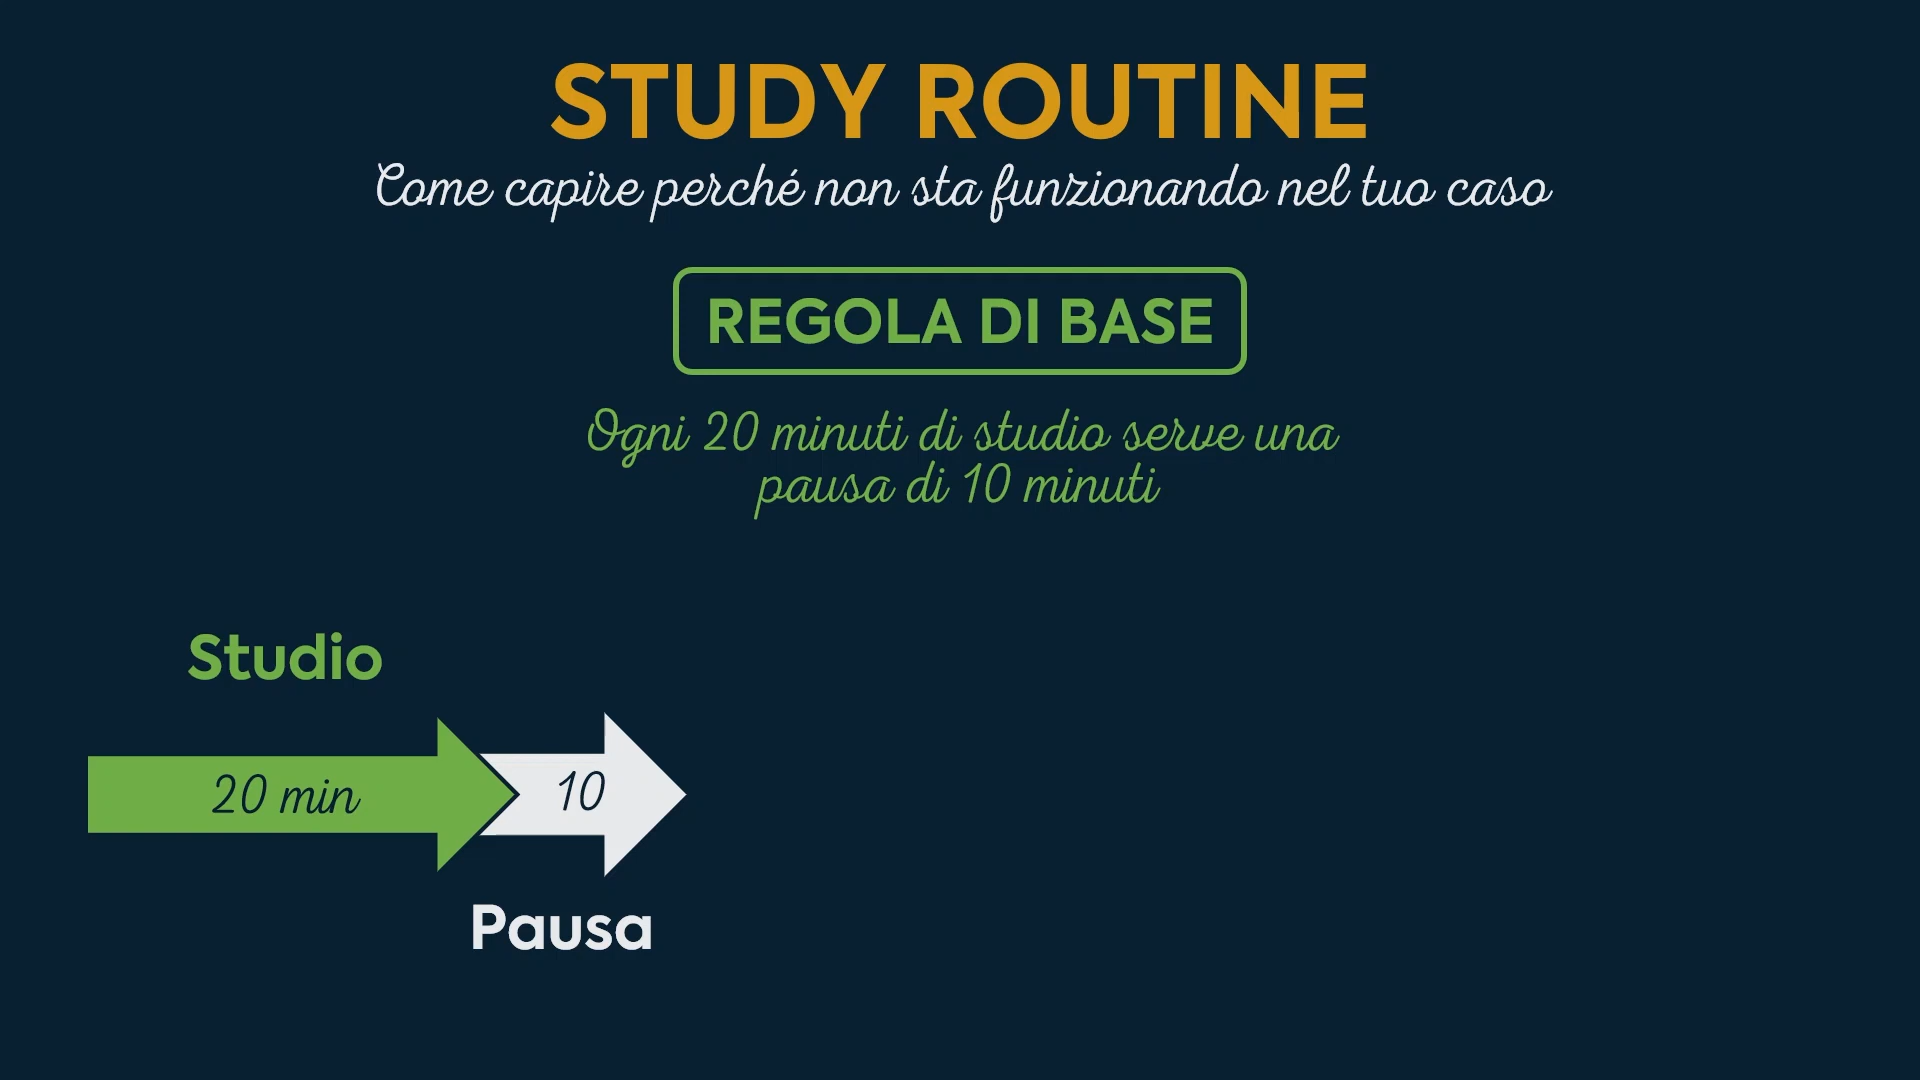 STUDY ROUTINE
Come capire perché non sta funzionando nel tuo caso
REGOLA DI BASE
Ogni 20 minuti di studio serve una
pausa di 10 minuti
Studio
20 min
10
Pausa